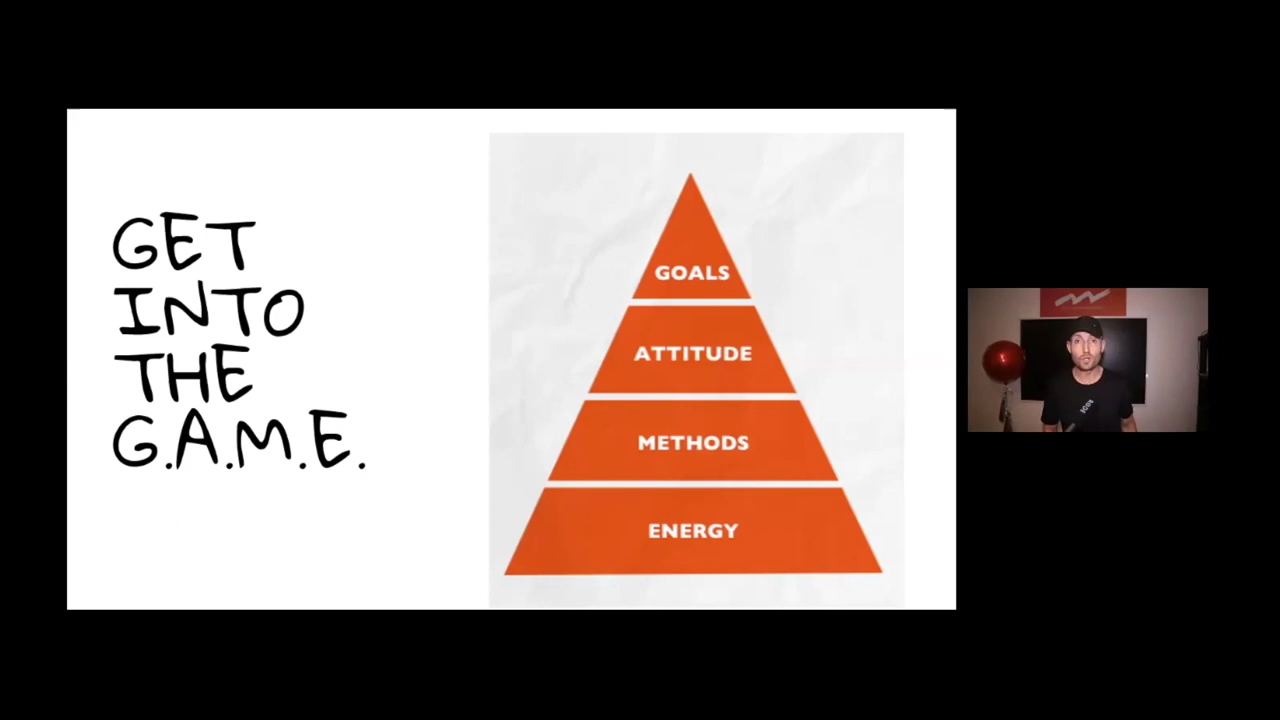 GET
INTO
THE
G.A.M.E.
GOALS
ATTITUDE
METHODS
ENERGY